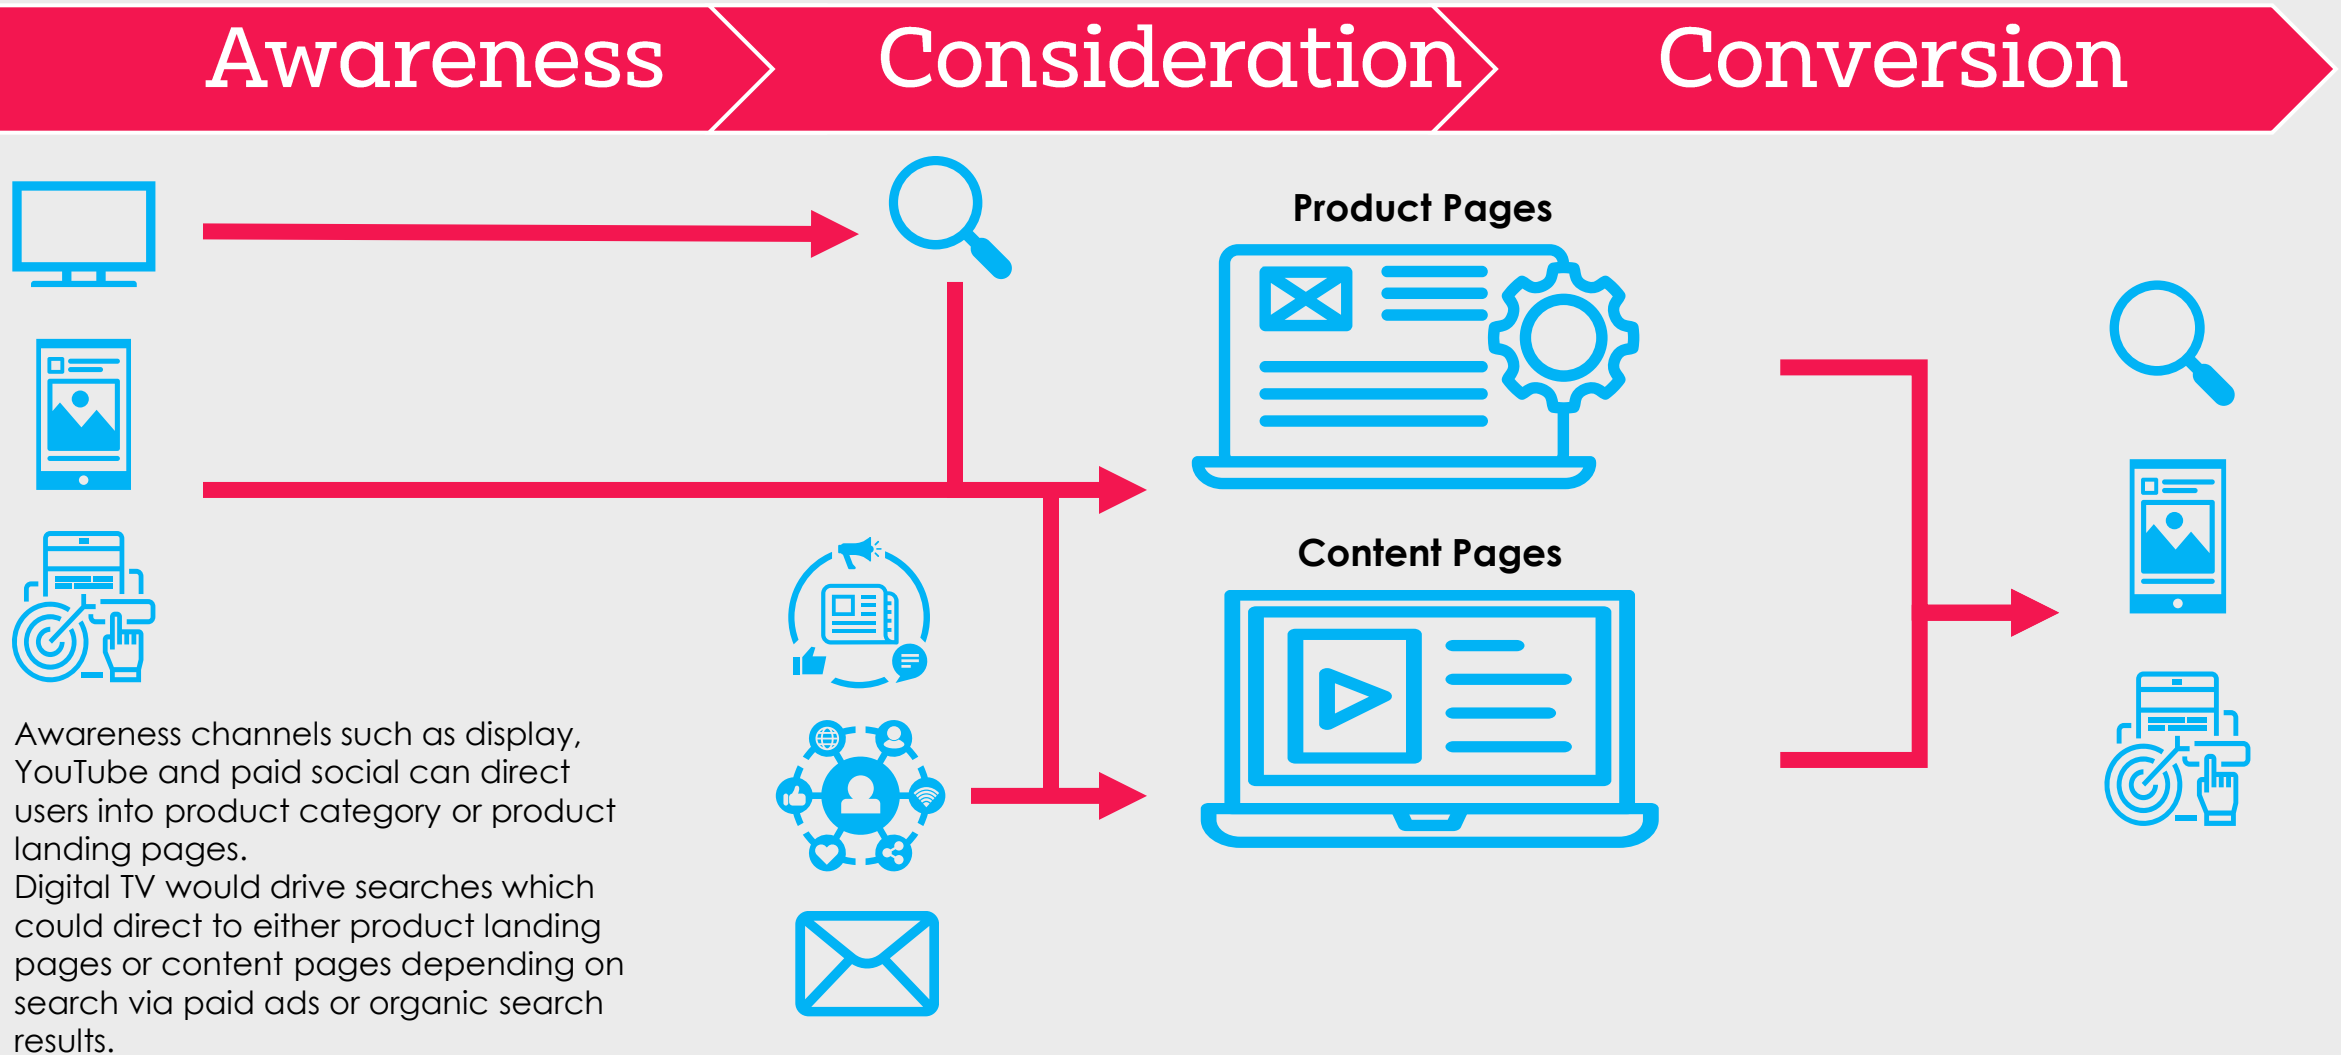 Awareness
Consideration
Conversion
Product Pages
Content Pages
Awareness channels such as display,
YouTube and paid social can direct
users into product category or product
landing pages.
Digital TV would drive searches which
could direct to either product landing
pages or content pages depending on
search via paid ads or organic search
results.